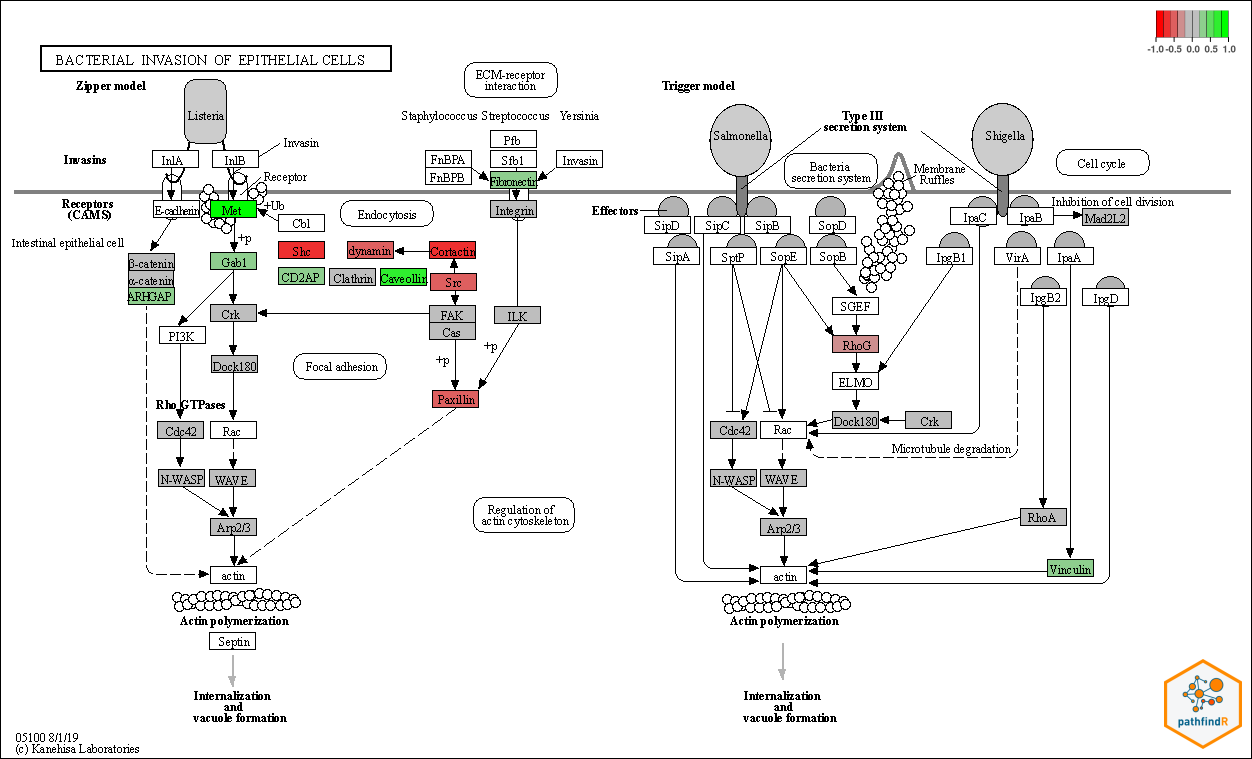 -1.0 -0.5 0.0 0.5 1.0
BACTERIAL INVASION OF EPITHELIAL CELLS
Zipper model
ECM-receptor
interaction
Trigger model
Listeria
Staphylococcus Streptococcus Yersinia
Salmonella
Type III
secretion system
Shigella
Invasin
Pfb
Invasins
InlA
InlB
FnBPA
FnBPB
Sfb1
Invasin
Bacteria
secretion system
Membrane
Ruffles
Cell cycle
Receptor
Fibronectin
Receptors
(CAMS)
E-cadherin
Met
+Ub
Cbl
Endocytosis
Integrin
Effectors
SipD
SipC
SipB
SopD
IpaC
IpaB
Inhibition of cell division
Mad2L2
Intestinal epithelial cell
+p
β-catenin
α-catenin
ARHGAP
Gab1
Shc
dynamin
Cortactin
CD2AP
Clathrin
Caveollin
Src
SipA
SptP
SopE
SopB
IpgB1
VirA
IpaA
IpgB2
IpgD
Crk
FAK
Cas
ILK
SGEF
PI3K
+p
+p
RhoG
Dock180
Focal adhesion
ELMO
Paxillin
Rho GTPases
Cdc42
Rac
Cdc42
Rac
Dock180
Crk
Microtubule degradation
N-WASP
WAVE
N-WASP
WAVE
Arp2/3
Regulation of
actin cytoskeleton
Arp2/3
RhoA
actin
actin
Vinculin
Actin polymerization
Actin polymerization
Septin
Internalization
and
vacuole formation
Internalization
and
vacuole formation
05100 8/1/19
(c) Kanehisa Laboratories
pathfindR